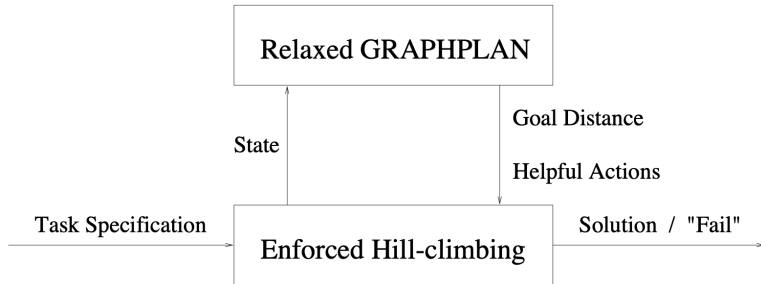 Relaxed GRAPHPLAN
State
Goal Distance
Helpful Actions
Task Specification
Enforced Hill-climbing
Solution / "Fail"